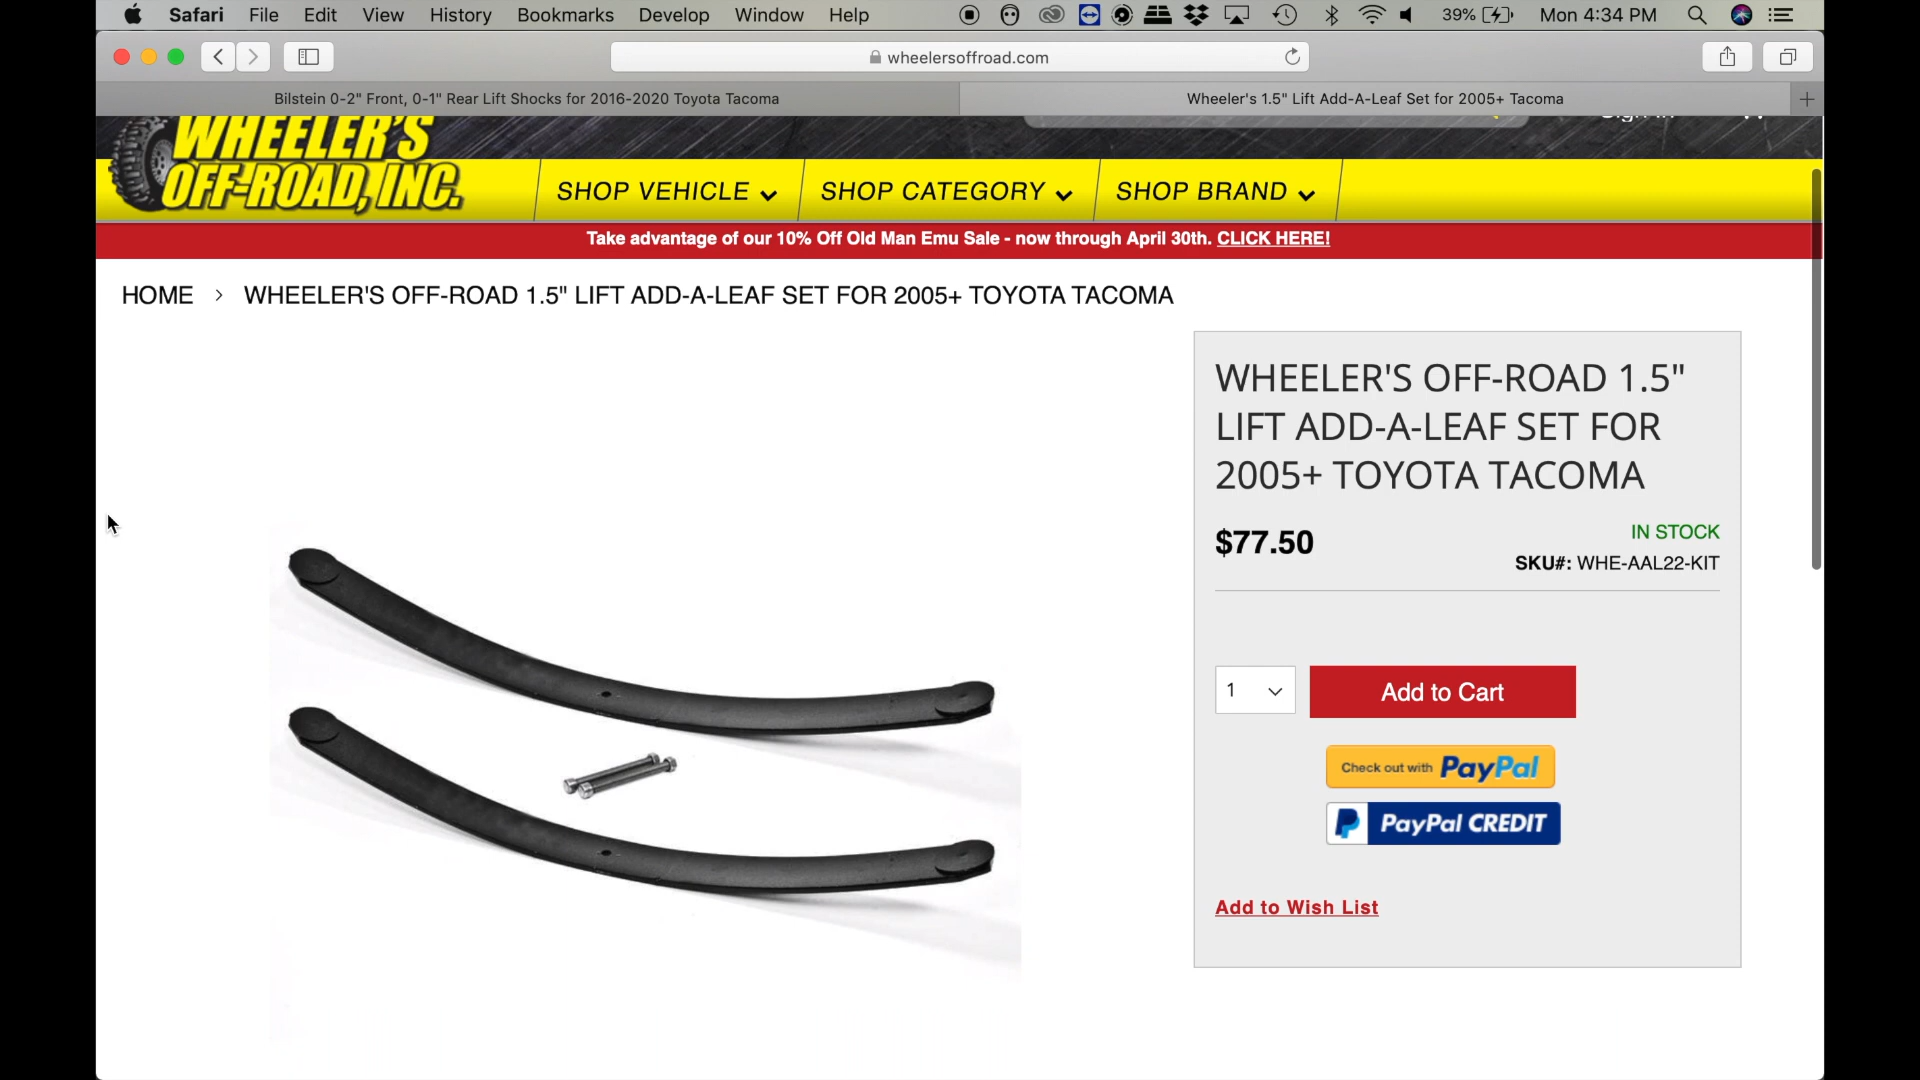 Safari File Edit View History Bookmarks Develop Window Help 39% Mon 4:34 PM
wheelersoffroad.com
Bilstein 0-2" Front, 0-1" Rear Lift Shocks for 2016-2020 Toyota Tacoma
Wheeler's 1.5" Lift Add-A-Leaf Set for 2005+ Tacoma
WHEELER'S
OFF-ROAD, INC.
SHOP VEHICLE SHOP CATEGORY SHOP BRAND
Take advantage of our 10% Off Old Man Emu Sale - now through April 30th. CLICK HERE!
HOME > WHEELER'S OFF-ROAD 1.5" LIFT ADD-A-LEAF SET FOR 2005+ TOYOTA TACOMA
WHEELER'S OFF-ROAD 1.5"
LIFT ADD-A-LEAF SET FOR
2005+ TOYOTA TACOMA
$77.50
IN STOCK
SKU#: WHE-AAL22-KIT
1
Add to Cart
Check out with PayPal
PayPal CREDIT
Add to Wish List